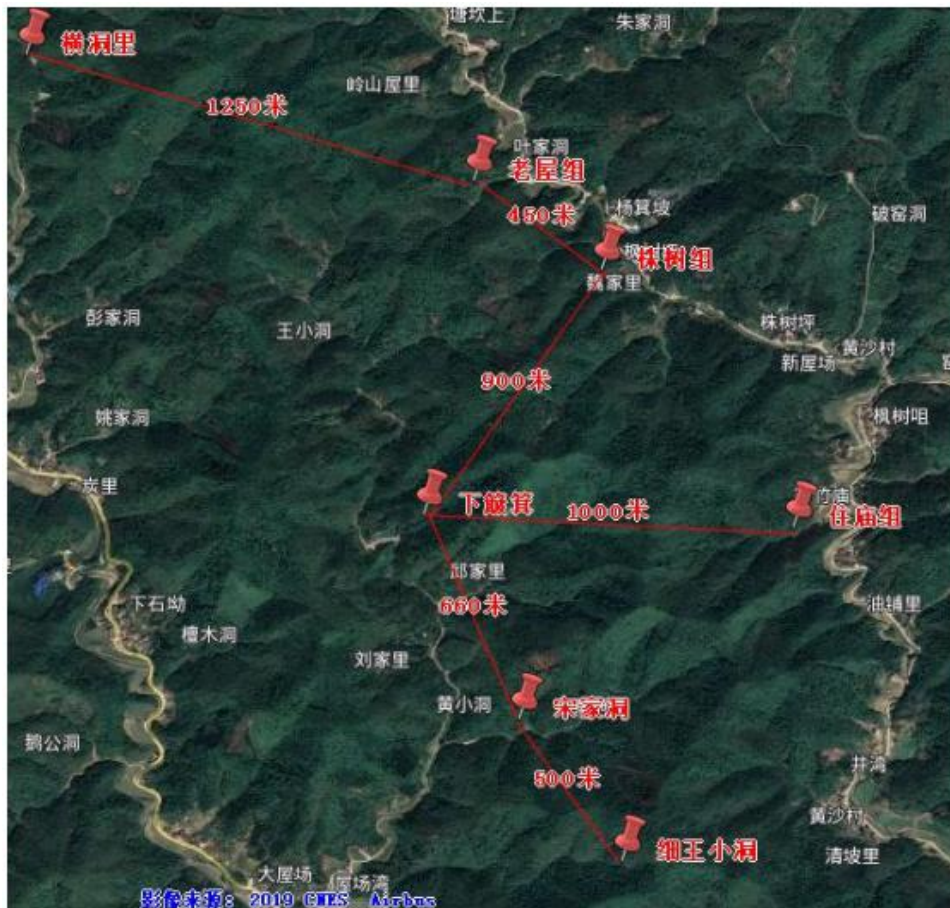 塘坎上
朱家洞
横洞里
岭山屋里
1250米
叶家洞
老屋组
450米
杨箕坡
破窑洞
株树组
魏家里
彭家洞
王小洞
株树坪
黄沙村
新屋场
900米
姚家洞
枫树咀
炭里
下簸箕
1000米
竹庙
住庙组
邱家里
下石坳
660米
油铺里
檀木洞
刘家里
黄小洞
宋家洞
鹅公洞
500米
井湾
黄沙村
细王小洞
清坡里
大屋场
屋场湾
影像来源: 2019 CNES Airbus